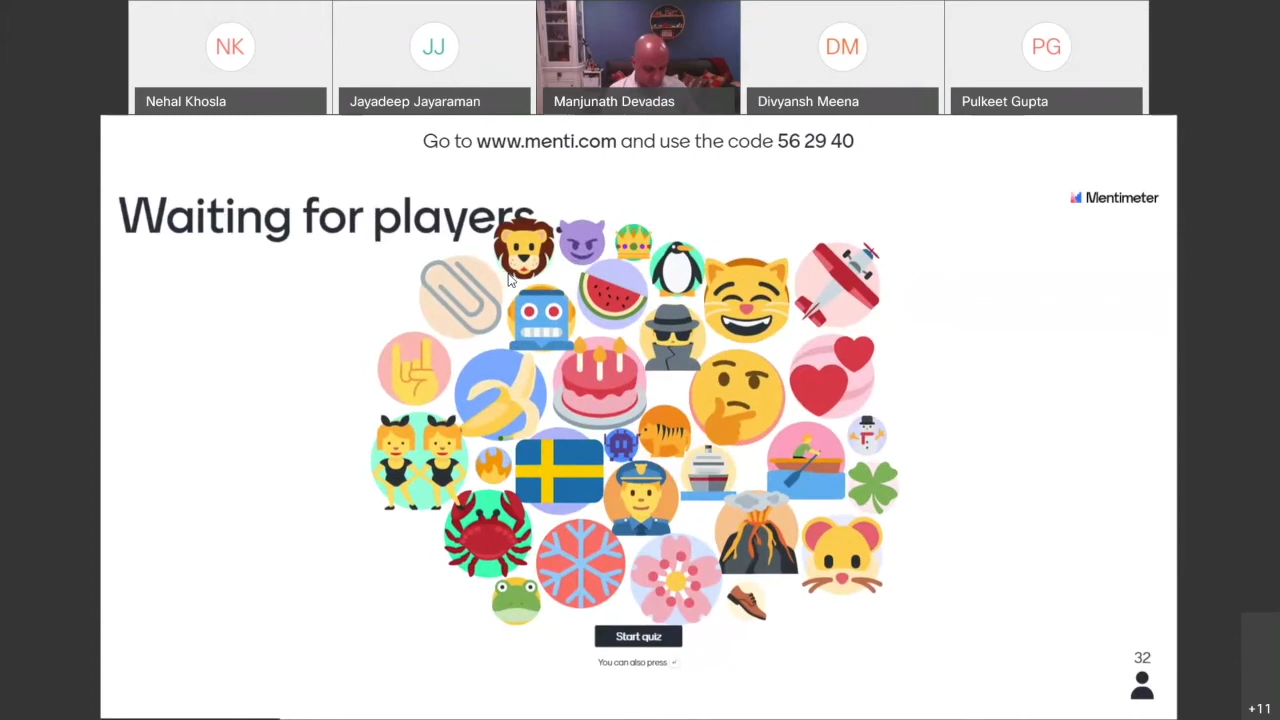 NK
JJ
DM
PG
Nehal Khosla
Jayadeep Jayaraman
Manjunath Devadas
Divyansh Meena
Pulkeet Gupta
Go to www.menti.com and use the code 56 29 40
Waiting for players
Mentimeter
Start quiz
You can also press ↵
32
+11